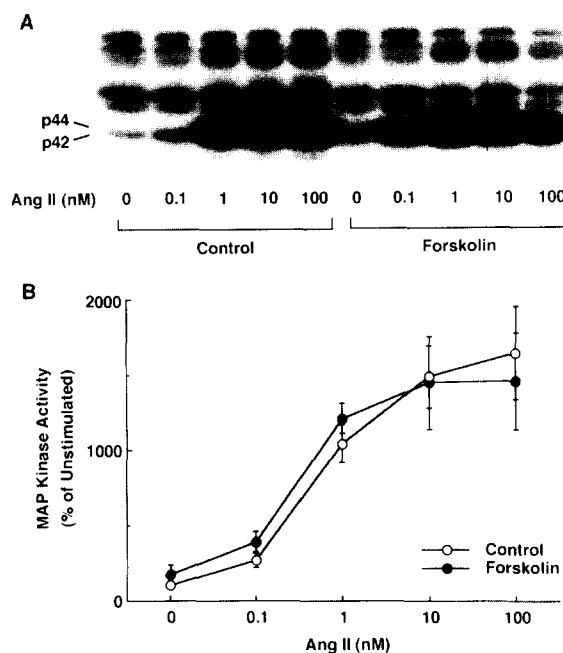 A
p44
p42
Ang II (nM) 0 0.1 1 10 100 0 0.1 1 10 100
Control Forskolin
B
2000
1000
0
MAP Kinase Activity
(% of Unstimulated)
Control
Forskolin
0 0.1 1 10 100
Ang II (nM)